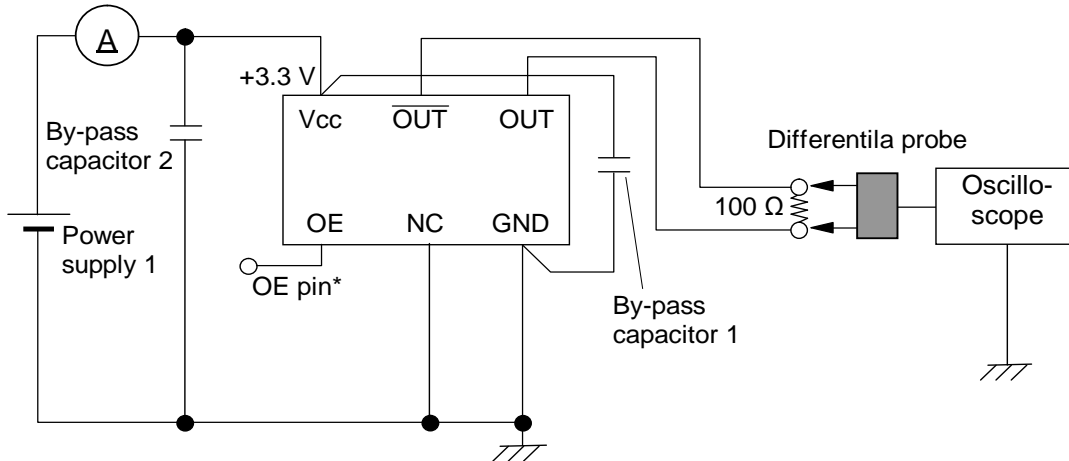 A
+3.3 V
Vcc
OUT
OUT
By-pass
capacitor 2
Differentila probe
Oscillo-
scope
100 Ω
OE
NC
GND
Power
supply 1
OE pin*
By-pass
capacitor 1